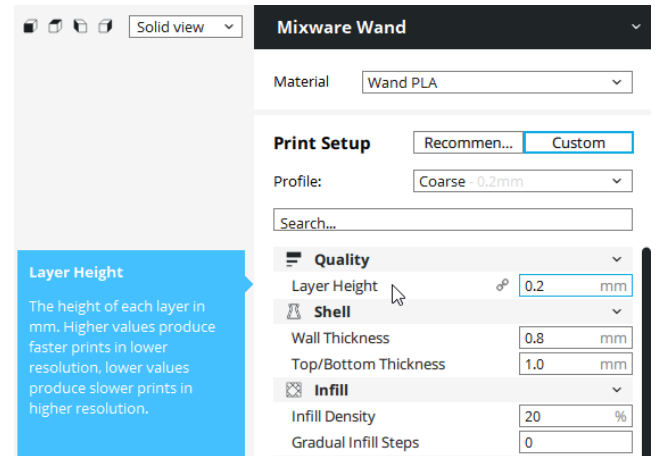 Solid view
Mixware Wand
Material Wand PLA
Print Setup Recommen... Custom
Profile: Coarse - 0.2mm
Search...
Quality
Layer Height 0.2 mm
Shell
Wall Thickness 0.8 mm
Top/Bottom Thickness 1.0 mm
Infill
Infill Density 20 %
Gradual Infill Steps 0
Layer Height
The height of each layer in
mm. Higher values produce
faster prints in lower
resolution, lower values
produce slower prints in
higher resolution.